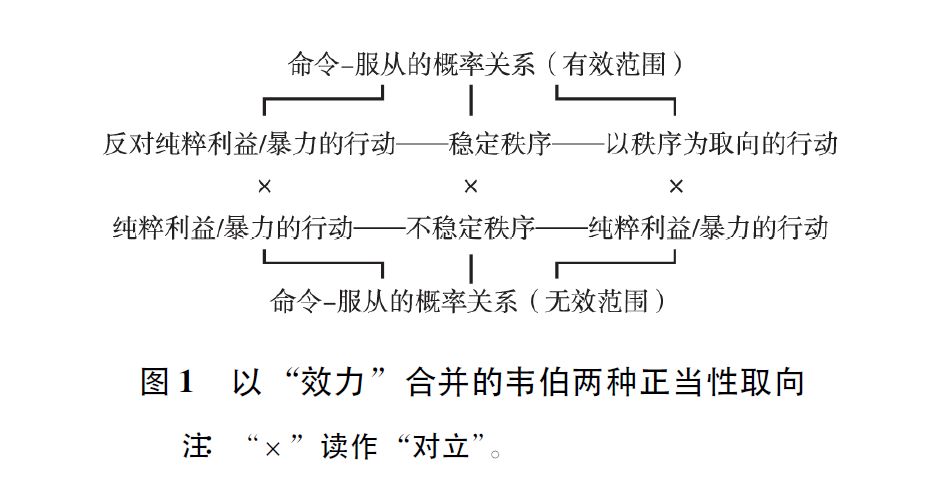 命令–服从的概率关系（有效范围）
反对纯粹利益/暴力的行动——稳定秩序——以秩序为取向的行动
× × ×
纯粹利益/暴力的行动——不稳定秩序——纯粹利益/暴力的行动
命令–服从的概率关系（无效范围）
图1 以“效力”合并的韦伯两种正当性取向
注: “×”读作“对立”。